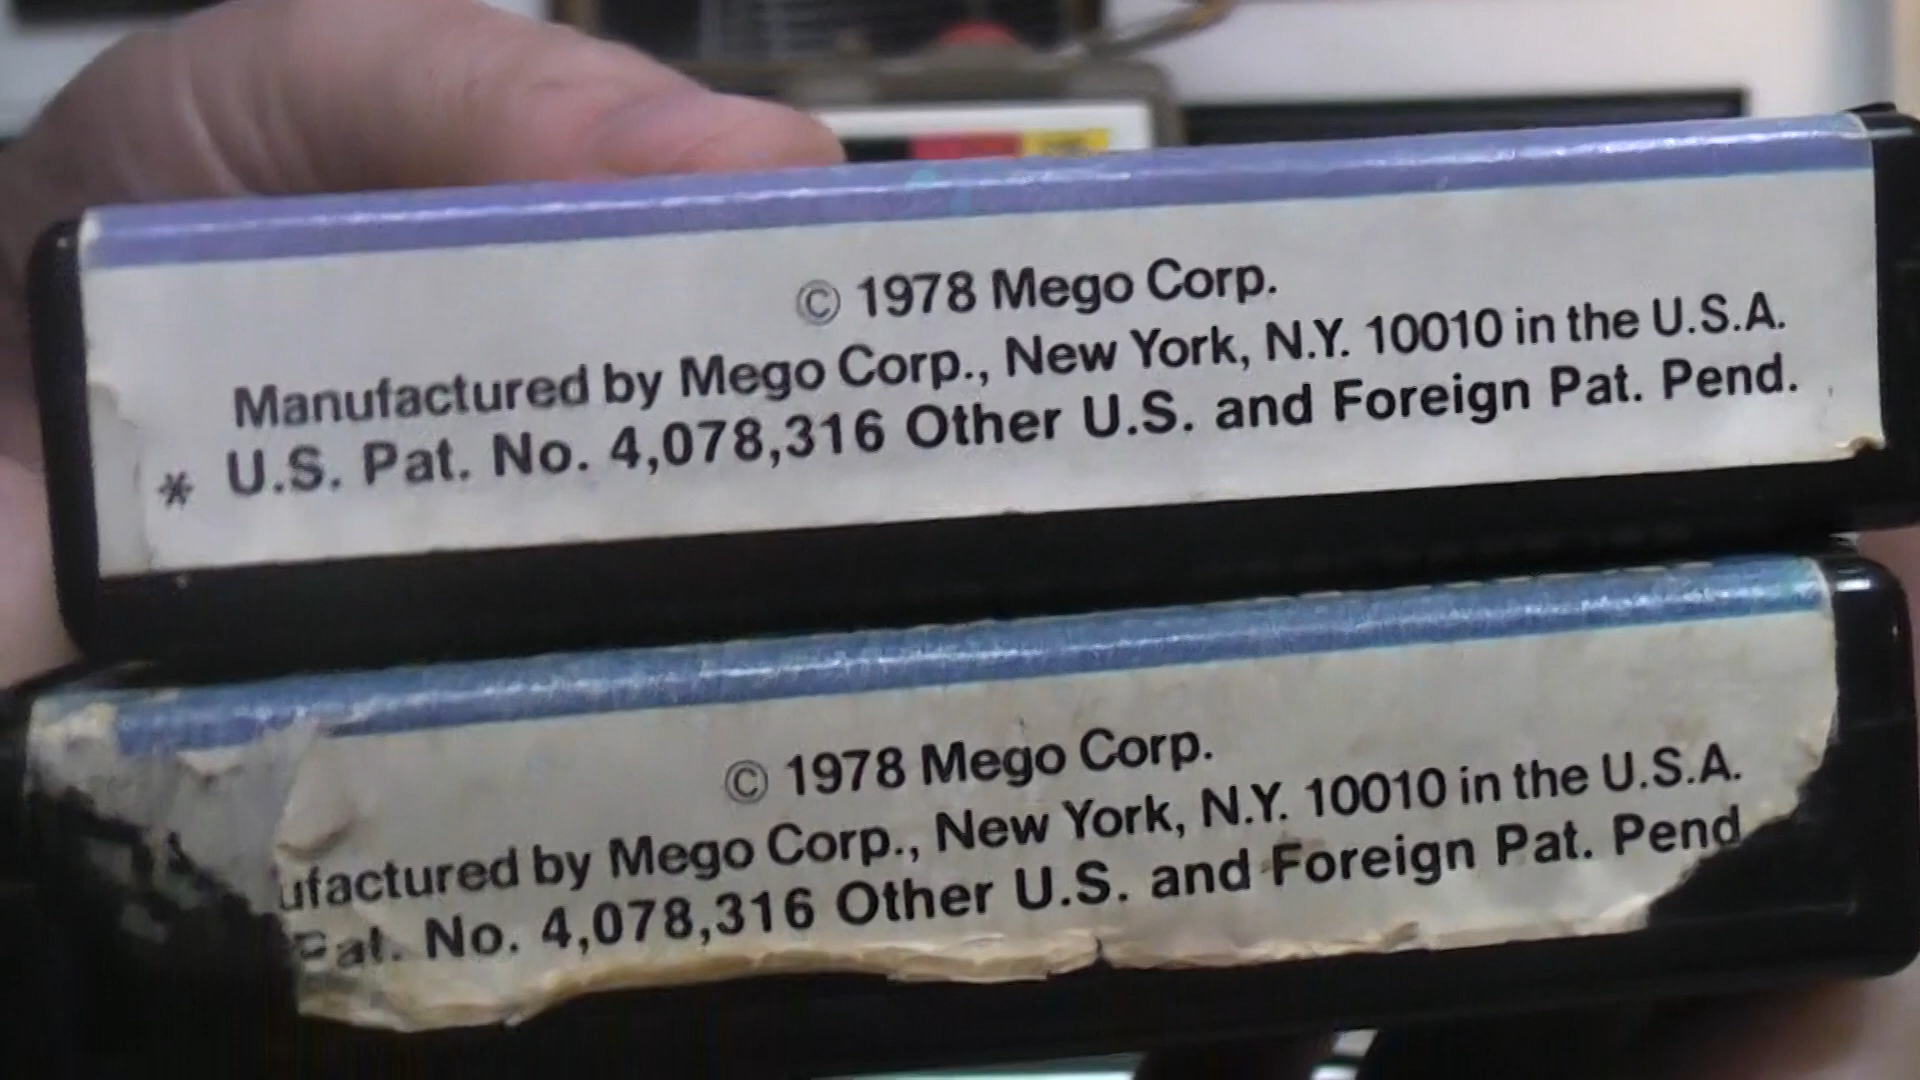 © 1978 Mego Corp.
Manufactured by Mego Corp., New York, N.Y. 10010 in the U.S.A.
* U.S. Pat. No. 4,078,316 Other U.S. and Foreign Pat. Pend.
© 1978 Mego Corp.
ufactured by Mego Corp., New York, N.Y. 10010 in the U.S.A.
Pat. No. 4,078,316 Other U.S. and Foreign Pat. Pend